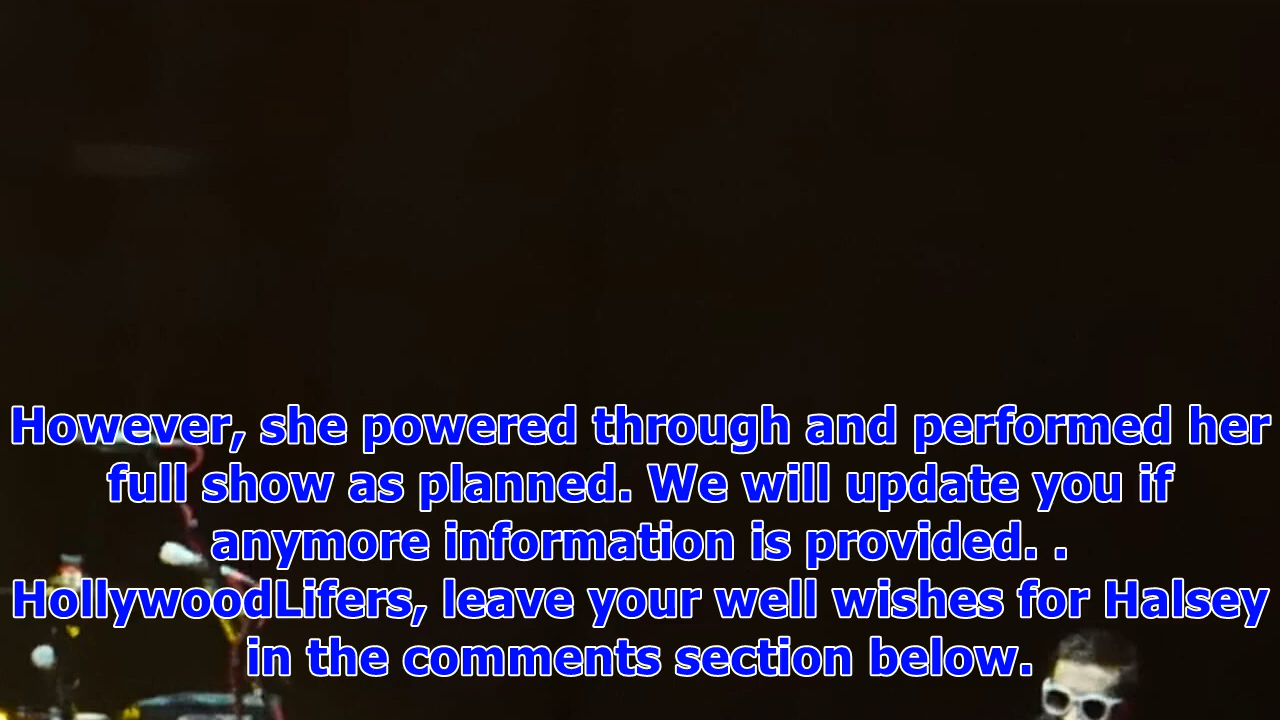 However, she powered through and performed her
full show as planned. We will update you if
anymore information is provided. .
HollywoodLifers, leave your well wishes for Halsey
in the comments section below.